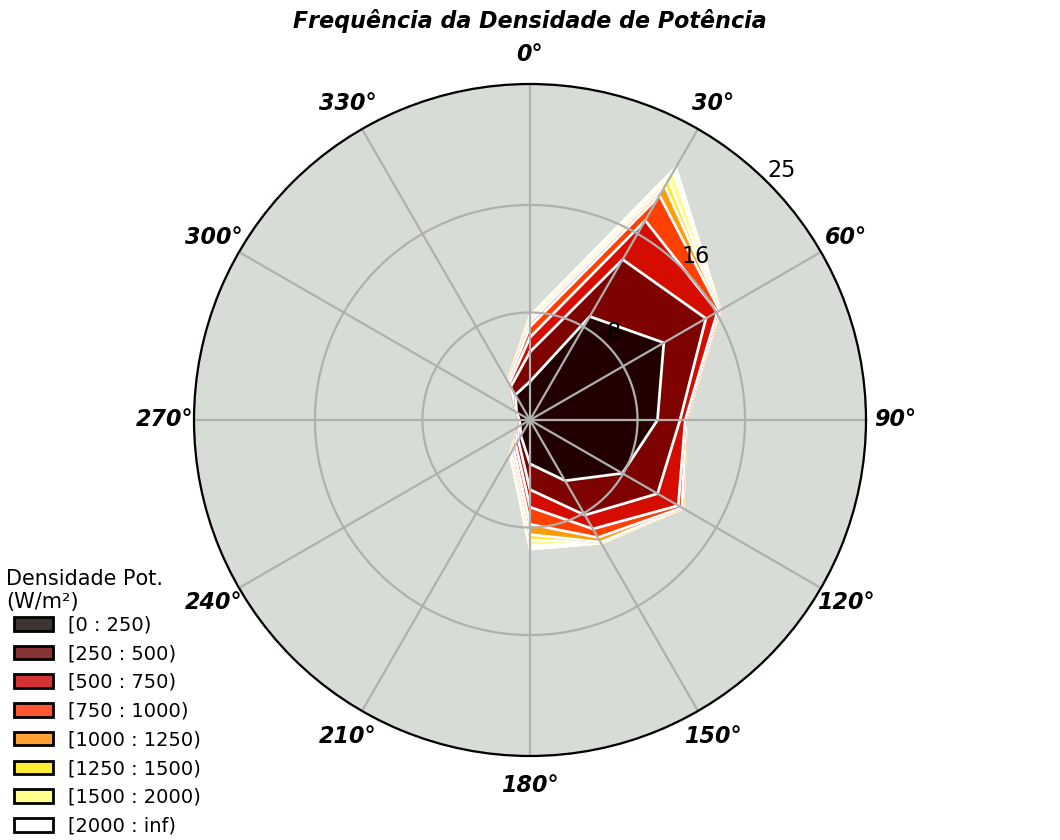 Frequência da Densidade de Potência
0°
330°
30°
25
300°
60°
16
8
270°
90°
240°
120°
210°
150°
180°
Densidade Pot.
(W/m²)
[0 : 250)
[250 : 500)
[500 : 750)
[750 : 1000)
[1000 : 1250)
[1250 : 1500)
[1500 : 2000)
[2000 : inf)